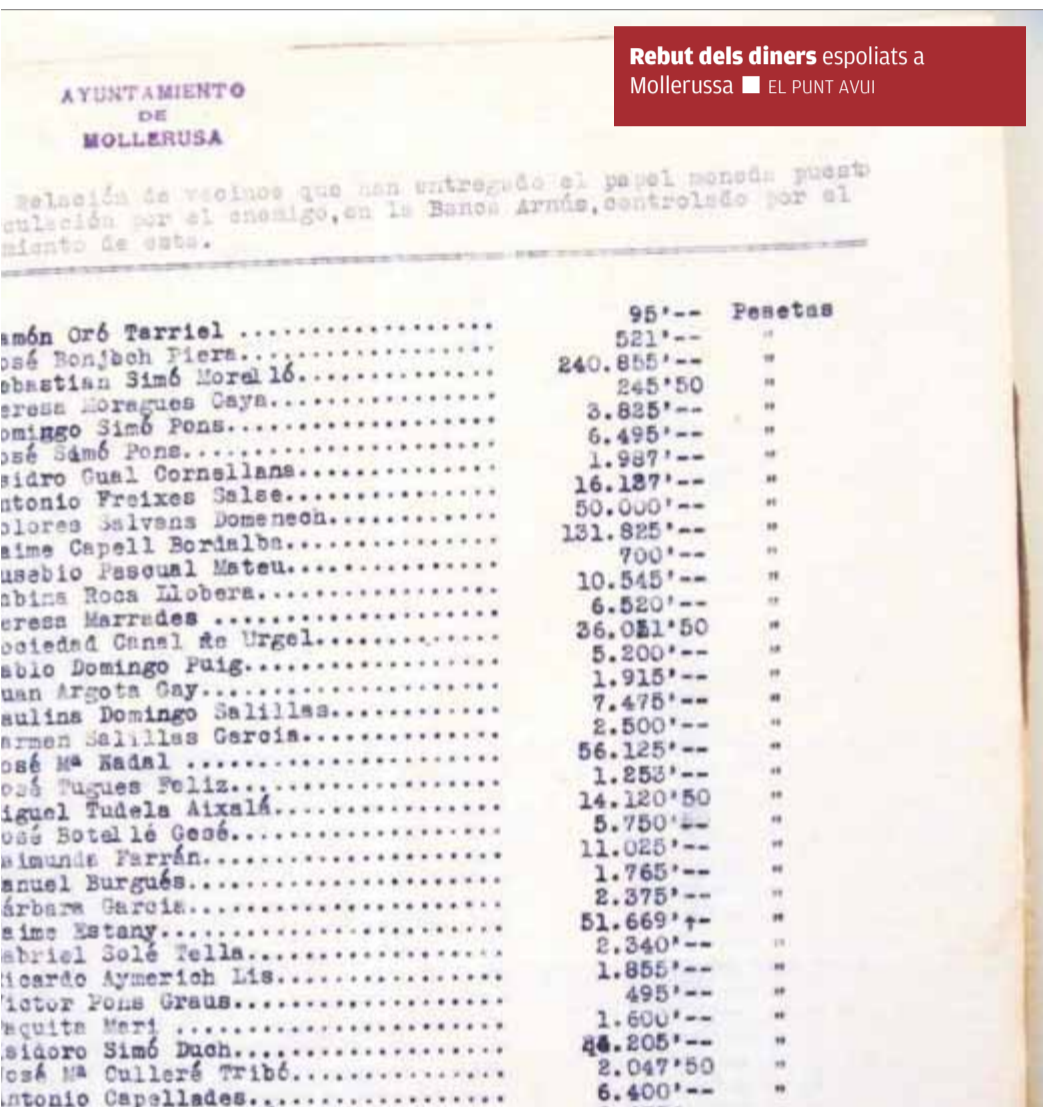 Rebut dels diners espoliats a
Mollerussa EL PUNT AVUI
AYUNTAMIENTO
DE
MOLLERUSA
Relación de vecinos que han entregado el papel moneda puesto
culación por el enemigo,en la Banca Arnús,controlado por el
miento de esta.
amón Oró Tarriel .................. 95'-- Pesetas
osé Piera.................. 521'-- "
ebastian Simó Morelló............... 240.855'-- "
eresa Moragues Caya................ 245'50 "
omingo Simó Pons................... 3.825'-- "
osé Simó Pons..................... 6.495'-- "
sidro Gual Cornellana.............. 1.987'-- "
ntonio Freixes Salse............... 16.187'-- "
olores Salvans Domenech............ 50.000'-- "
aime Capell Bordalba............... 131.825'-- "
usebio Pascual Mateu............... 700'-- "
abina Roca Llobera................. 10.545'-- "
eresa Marrades .................... 6.520'-- "
ociedad Canal de Urgel............. "
ablo Domingo Puig.................. 5.200'-- "
uan Argota Gay..................... 1.915'-- "
aulina Domingo Salillas............ 7.475'-- "
armen Salillas Garcia.............. 2.500'-- "
osé Mª Nadal ...................... 56.125'-- "
osé Tugues Feliz................... 1.253'-- "
iguel Tudela Aixalá................ 14.120'50 "
osé Botellé Gesé................... 5.750'-- "
aimunda Farrán..................... 11.025'-- "
anuel Burgués...................... 1.765'-- "
árbara Garcia...................... 2.375'-- "
aime Estany........................ 51.669'-- "
abriel Solé Tella.................. 2.340'-- "
icardo Aymerich Lis................ 1.855'-- "
ictor Pons Graus................... 495'-- "
aquita Mari ....................... 1.600'-- "
sidoro Simó Duch................... "
osé Mª Culleré Tribó............... 2.047'50 "
ntonio Capellades.................. 6.400'-- "